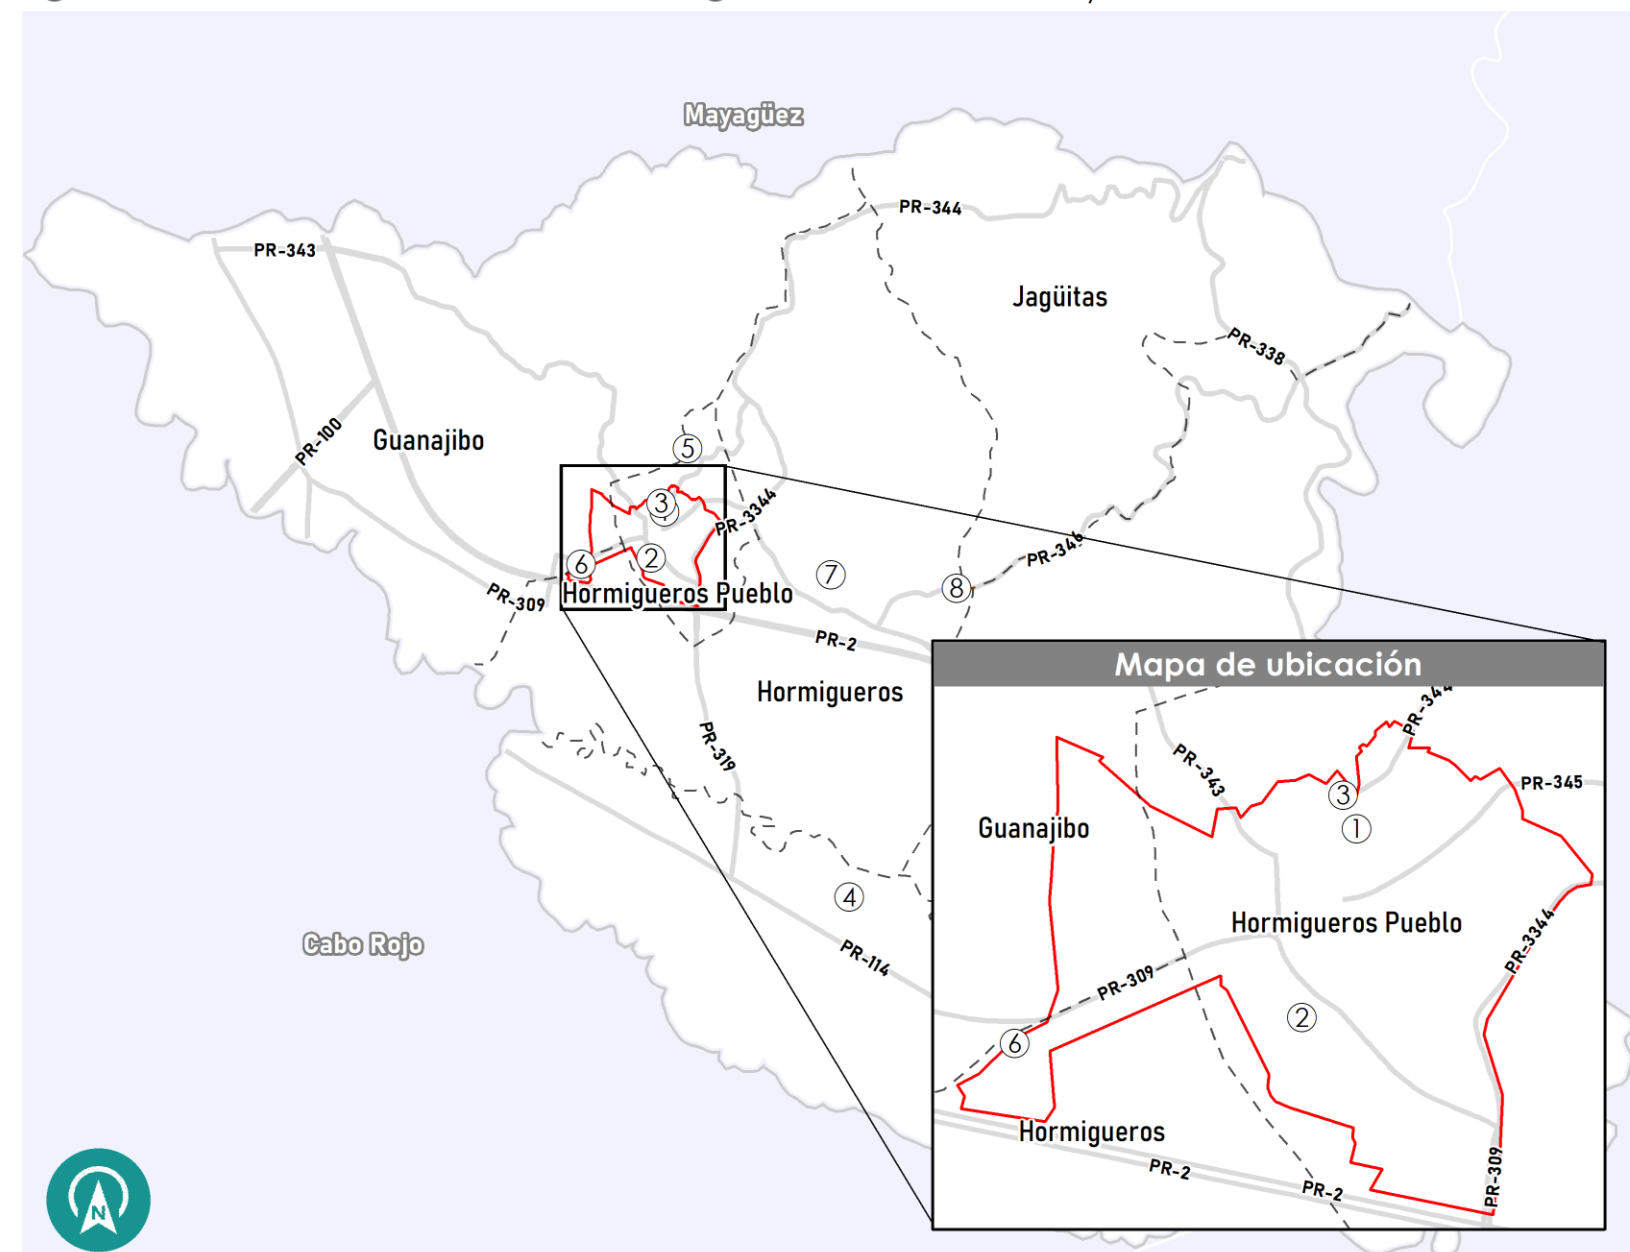 Mayagüez
PR-344
PR-343
Jagüitas
PR-338
PR-100
Guanajibo
5
3
PR-3344
2
6
7
PR-346
8
Hormigueros Pueblo
PR-309
PR-2
Mapa de ubicación
Hormigueros
PR-344
PR-319
PR-343
PR-345
3
Guanajibo
1
4
Hormigueros Pueblo
Cabo Rojo
PR-114
PR-3344
PR-309
2
6
Hormigueros
PR-2
PR-2
PR-309
N